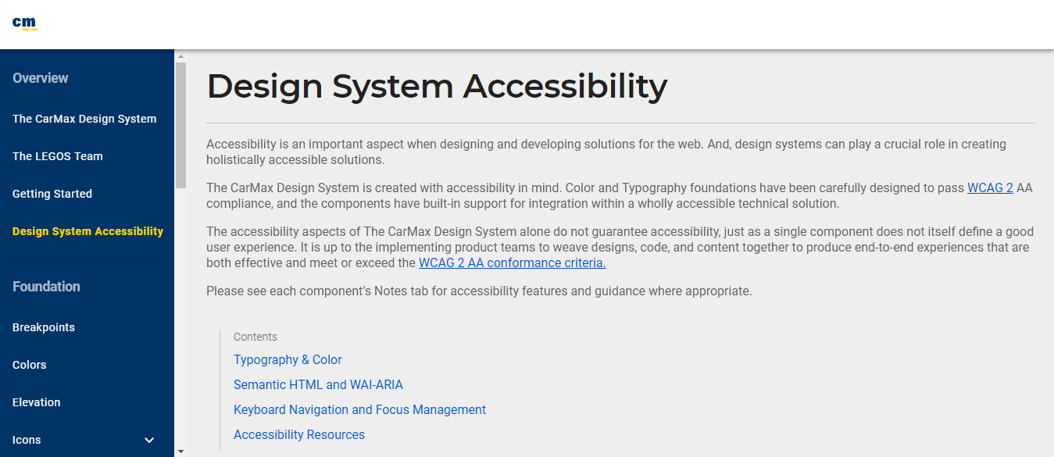 cm
Overview
The CarMax Design System
The LEGOS Team
Getting Started
Design System Accessibility
Foundation
Breakpoints
Colors
Elevation
Icons
Design System Accessibility
Accessibility is an important aspect when designing and developing solutions for the web. And, design systems can play a crucial role in creating
holistically accessible solutions.
The CarMax Design System is created with accessibility in mind. Color and Typography foundations have been carefully designed to pass WCAG 2 AA
compliance, and the components have built-in support for integration within a wholly accessible technical solution.
The accessibility aspects of The CarMax Design System alone do not guarantee accessibility, just as a single component does not itself define a good
user experience. It is up to the implementing product teams to weave designs, code, and content together to produce end-to-end experiences that are
both effective and meet or exceed the WCAG 2 AA conformance criteria.
Please see each component's Notes tab for accessibility features and guidance where appropriate.
Contents
Typography & Color
Semantic HTML and WAI-ARIA
Keyboard Navigation and Focus Management
Accessibility Resources